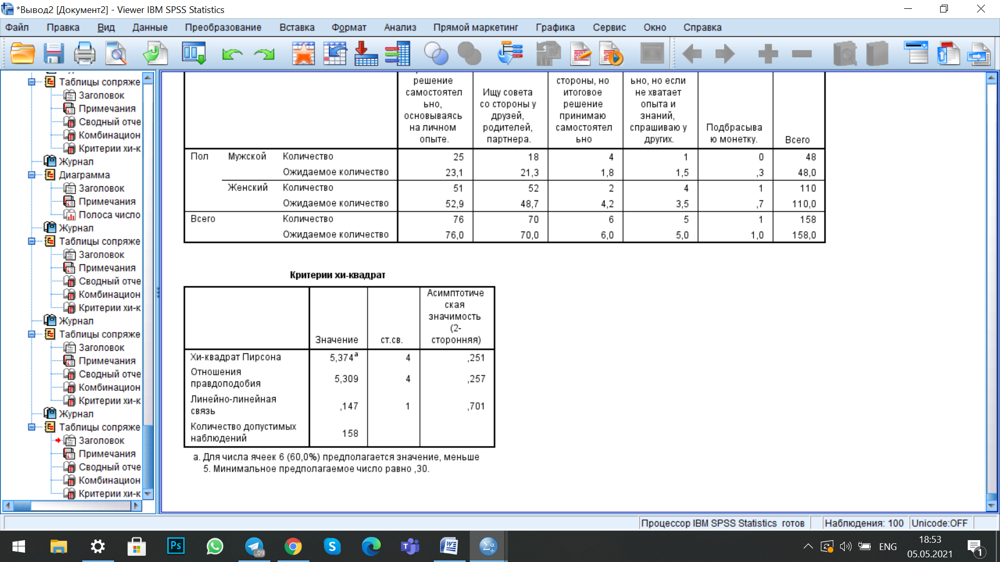 *Вывод2 [Документ2] - Viewer IBM SPSS Statistics
Файл Правка Вид Данные Преобразование Вставка Формат Анализ Прямой маркетинг Графика Сервис Окно Справка
Таблицы сопряже
Заголовок
Примечания
Сводный отче
Комбинацион
Критерии хи-к
Журнал
Диаграмма
Заголовок
Примечания
Полоса число
Журнал
Таблицы сопряже
Заголовок
Примечания
Сводный отче
Комбинацион
Критерии хи-к
Журнал
Таблицы сопряже
Заголовок
Примечания
Сводный отче
Комбинацион
Критерии хи-к
Журнал
Таблицы сопряже
Заголовок
Примечания
Сводный отче
Комбинацион
Критерии хи-к
решение
самостоятел
ьно,
основываясь
на личном
опыте.
Ищу совета
со стороны у
друзей,
родителей,
партнера.
стороны, но
итоговое
решение
принимаю
самостоятел
ьно
ьно, но если
не хватает
опыта и
знаний,
спрашиваю у
других.
Подбрасыва
ю монетку.
Всего
Пол Мужской Количество 25 18 4 1 0 48
Ожидаемое количество 23,1 21,3 1,8 1,5 ,3 48,0
Женский Количество 51 52 2 4 1 110
Ожидаемое количество 52,9 48,7 4,2 3,5 ,7 110,0
Всего Количество 76 70 6 5 1 158
Ожидаемое количество 76,0 70,0 6,0 5,0 1,0 158,0
Критерии хи-квадрат
Значение
ст.св.
Асимптотиче
ская
значимость
(2-
сторонняя)
Хи-квадрат Пирсона 5,374a 4 ,251
Отношения
правдоподобия 5,309 4 ,257
Линейно-линейная
связь ,147 1 ,701
Количество допустимых
наблюдений 158
a. Для числа ячеек 6 (60,0%) предполагается значение, меньше
5. Минимальное предполагаемое число равно ,30.
Процессор IBM SPSS Statistics готов Наблюдения: 100 Unicode:OFF
Ps
..09
ENG
18:53
05.05.2021
1